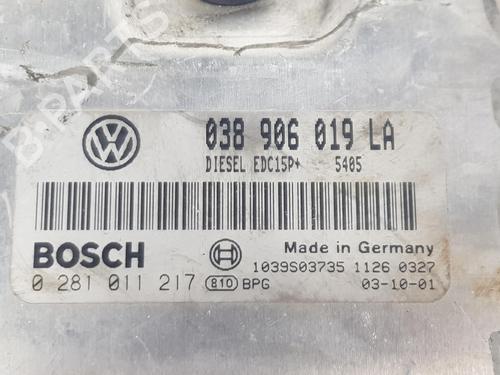 038 906 019 LA
DIESEL EDC15P+ 5405
BOSCH
Made in Germany
1039S03735 1126 0327
0 281 011 217 810 BPG 03-10-01
B-PARTS